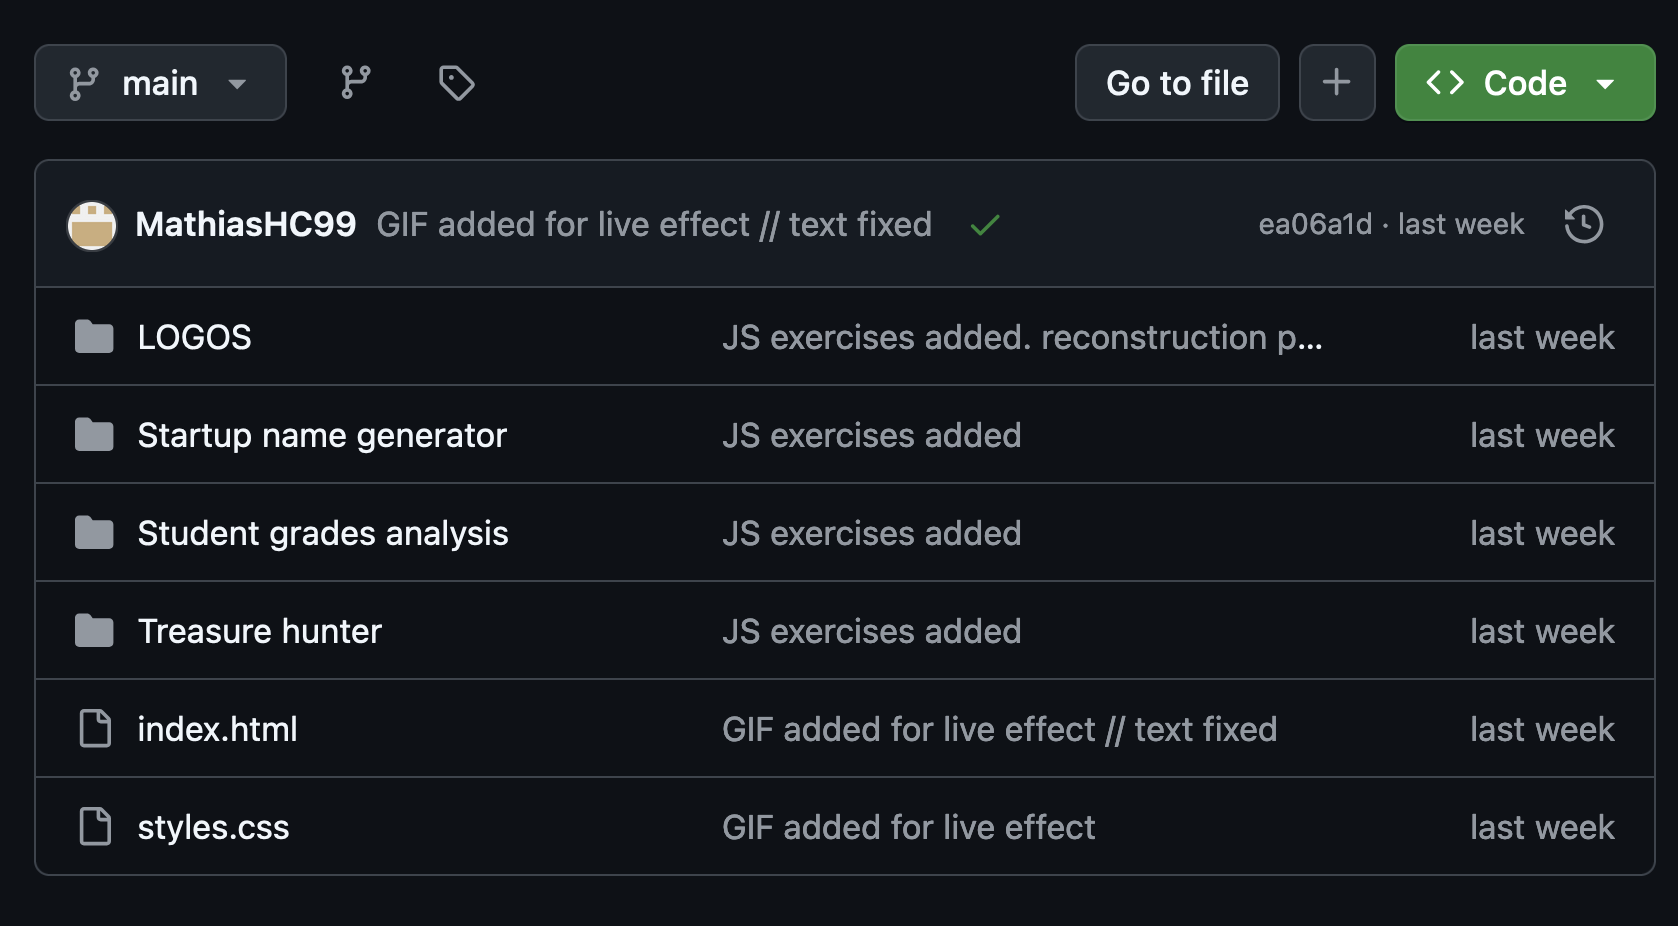 main
Go to file
Code
MathiasHC99 GIF added for live effect // text fixed ea06a1d · last week
LOGOS JS exercises added. reconstruction p... last week
Startup name generator JS exercises added last week
Student grades analysis JS exercises added last week
Treasure hunter JS exercises added last week
index.html GIF added for live effect // text fixed last week
styles.css GIF added for live effect last week